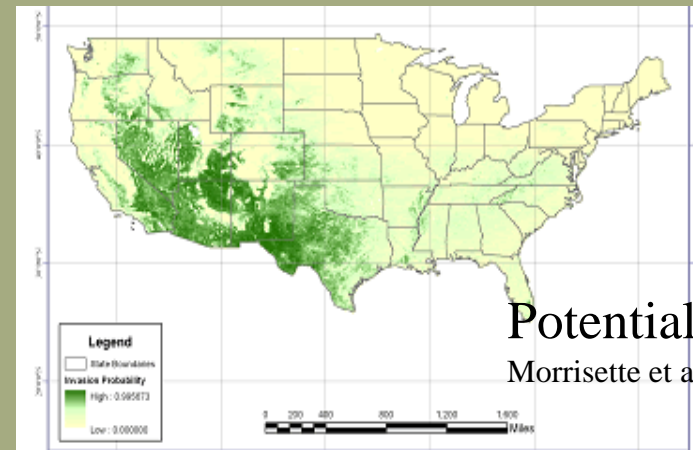 Potential
Morrisette et a
Legend
State Boundaries
Invasion Probability
High : 0.995673
Low : 0.000000
0 200 400 800 1,200 1,600
Miles